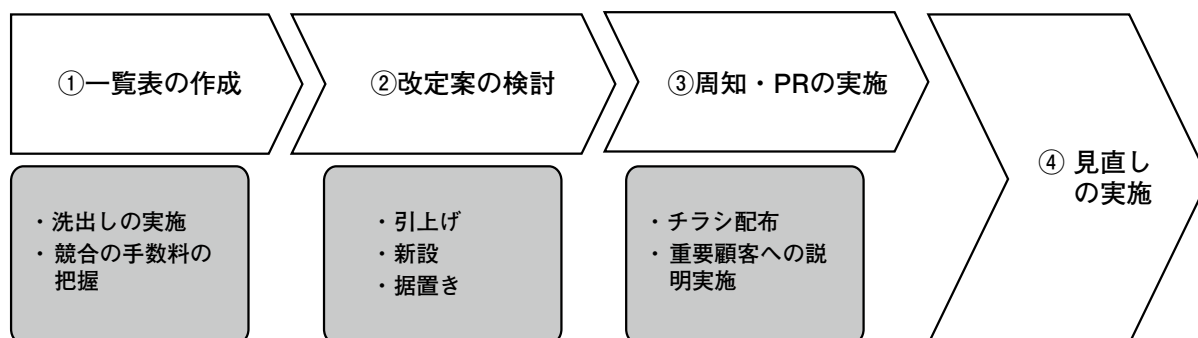 ①一覧表の作成
②改定案の検討
③周知・PRの実施
④ 見直し
の実施
・洗出しの実施
・競合の手数料の
把握
・引上げ
・新設
・据置き
・チラシ配布
・重要顧客への説
明実施